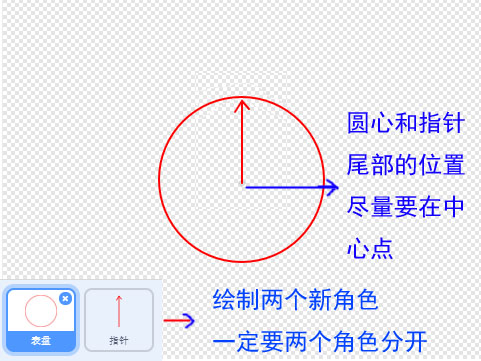 圆心和指针
尾部的位置
尽量要在中
心点
绘制两个新角色
一定要两个角色分开
表盘
指针